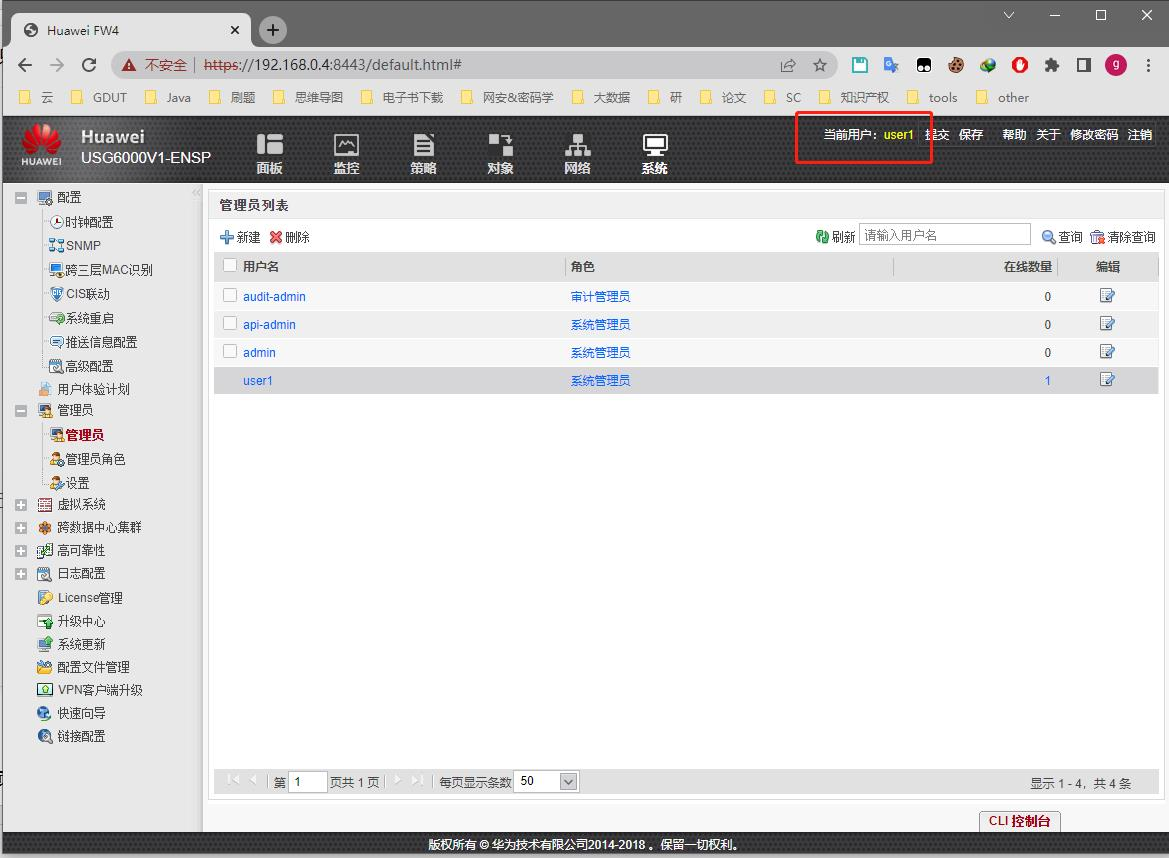 Huawei FW4
不安全 https://192.168.0.4:8443/default.html#
g
云 GDUT Java 刷题 思维导图 电子书下载 网安&密码学 大数据 研 论文 SC 知识产权 tools other
HUAWEI
Huawei
USG6000V1-ENSP
面板 监控 策略 对象 网络 系统
当前用户：user1 提交 保存 帮助 关于 修改密码 注销
配置
时钟配置
SNMP
跨三层MAC识别
CIS联动
系统重启
推送信息配置
高级配置
用户体验计划
管理员
管理员
管理员角色
设置
虚拟系统
跨数据中心集群
高可靠性
日志配置
License管理
升级中心
系统更新
配置文件管理
VPN客户端升级
快速向导
链接配置
管理员列表
新建 删除 刷新 请输入用户名 查询 清除查询
用户名 角色 在线数量 编辑
audit-admin 审计管理员 0
api-admin 系统管理员 0
admin 系统管理员 0
user1 系统管理员 1
第 1 页共 1 页 每页显示条数 50 显示 1 - 4，共 4 条
CLI 控制台
版权所有 © 华为技术有限公司2014-2018 。保留一切权利。